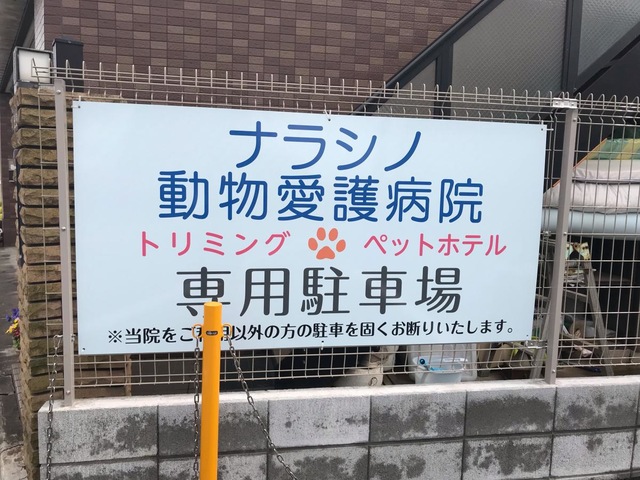 ナラシノ
動物愛護病院
トリミング ペットホテル
専用駐車場
※当院をご利用以外の方の駐車を固くお断りいたします。